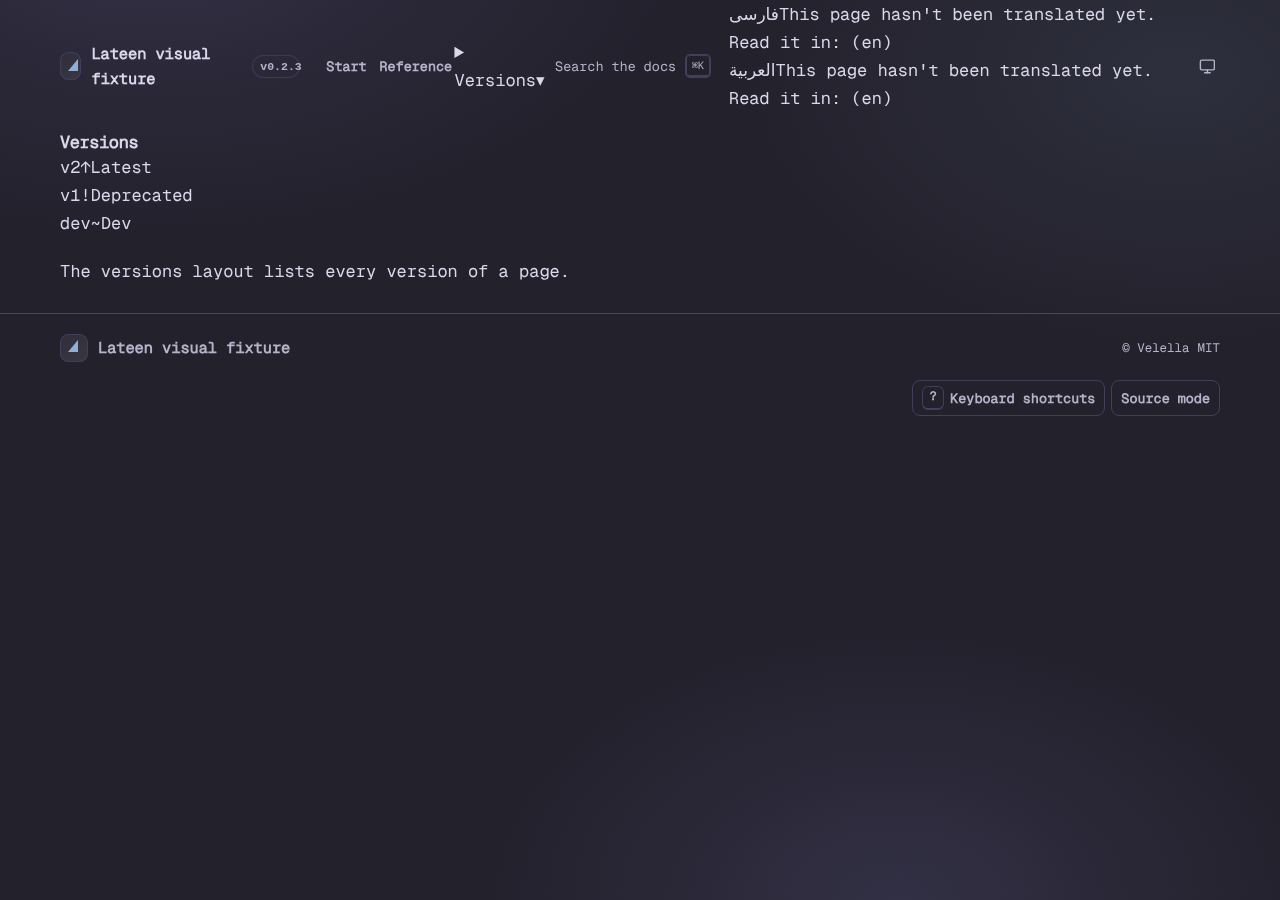 فارسیThis page hasn't been translated yet.
Read it in: (en)
العربيةThis page hasn't been translated yet.
Read it in: (en)
Lateen visual
fixture
v0.2.3
Start
Reference
▶
Versions▾
Search the docs
⌘K
Versions
v2↑Latest
v1!Deprecated
dev~Dev
The versions layout lists every version of a page.
Lateen visual fixture
© Velella MIT
? Keyboard shortcuts
Source mode